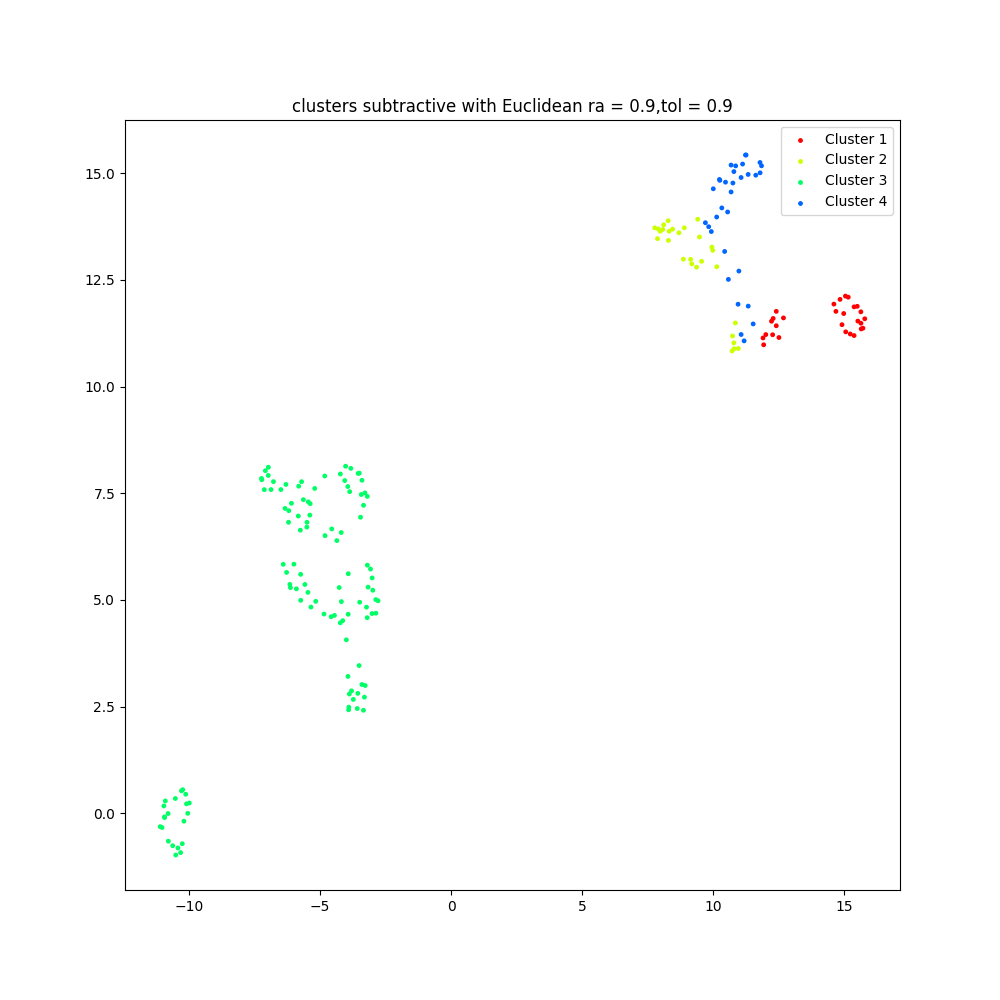 clusters subtractive with Euclidean ra = 0.9,tol = 0.9
Cluster 1
Cluster 2
Cluster 3
Cluster 4
15.0
12.5
10.0
7.5
5.0
2.5
0.0
−10
−5
0
5
10
15